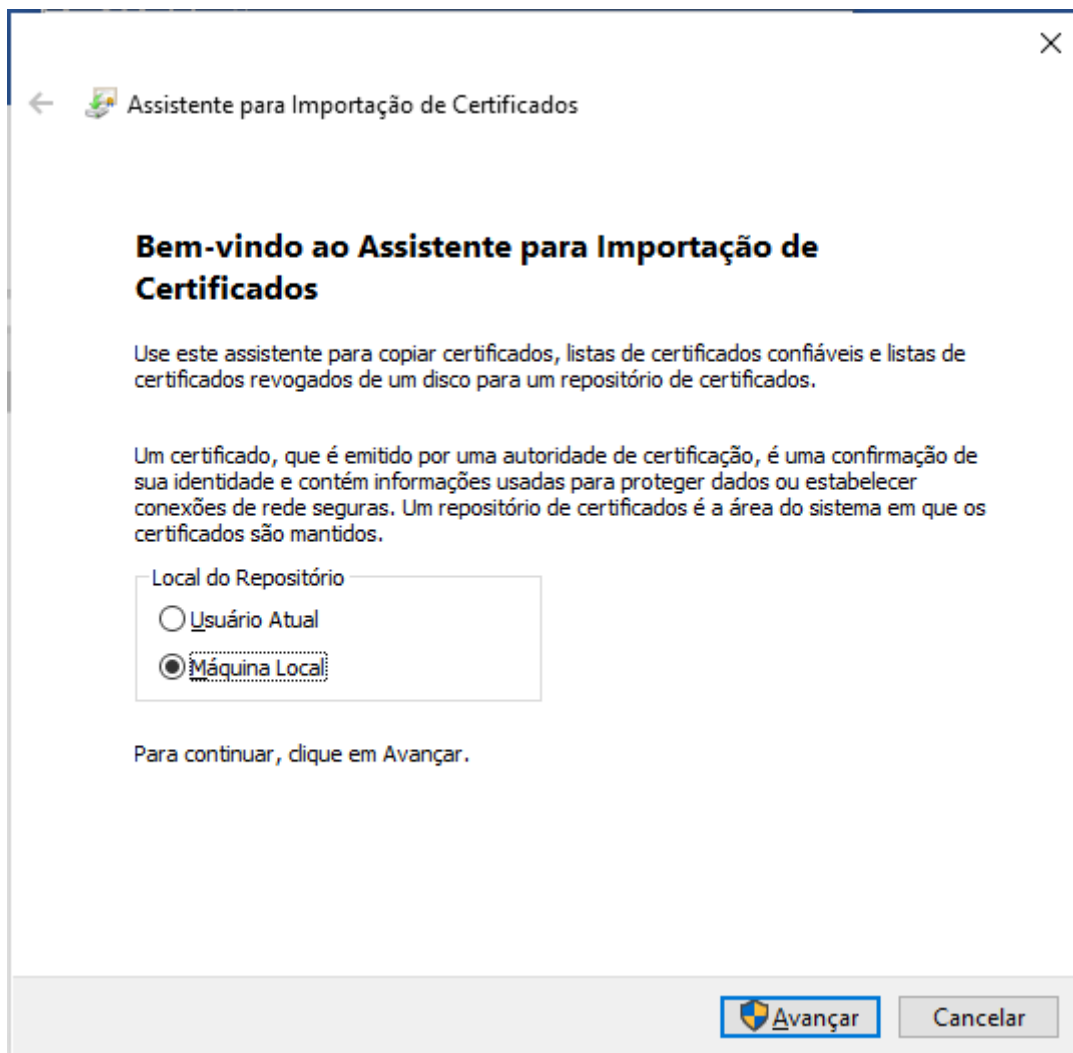 Assistente para Importação de Certificados
Bem-vindo ao Assistente para Importação de
Certificados
Use este assistente para copiar certificados, listas de certificados confiáveis e listas de
certificados revogados de um disco para um repositório de certificados.
Um certificado, que é emitido por uma autoridade de certificação, é uma confirmação de
sua identidade e contém informações usadas para proteger dados ou estabelecer
conexões de rede seguras. Um repositório de certificados é a área do sistema em que os
certificados são mantidos.
Local do Repositório
Usuário Atual
Máquina Local
Para continuar, clique em Avançar.
Avançar
Cancelar